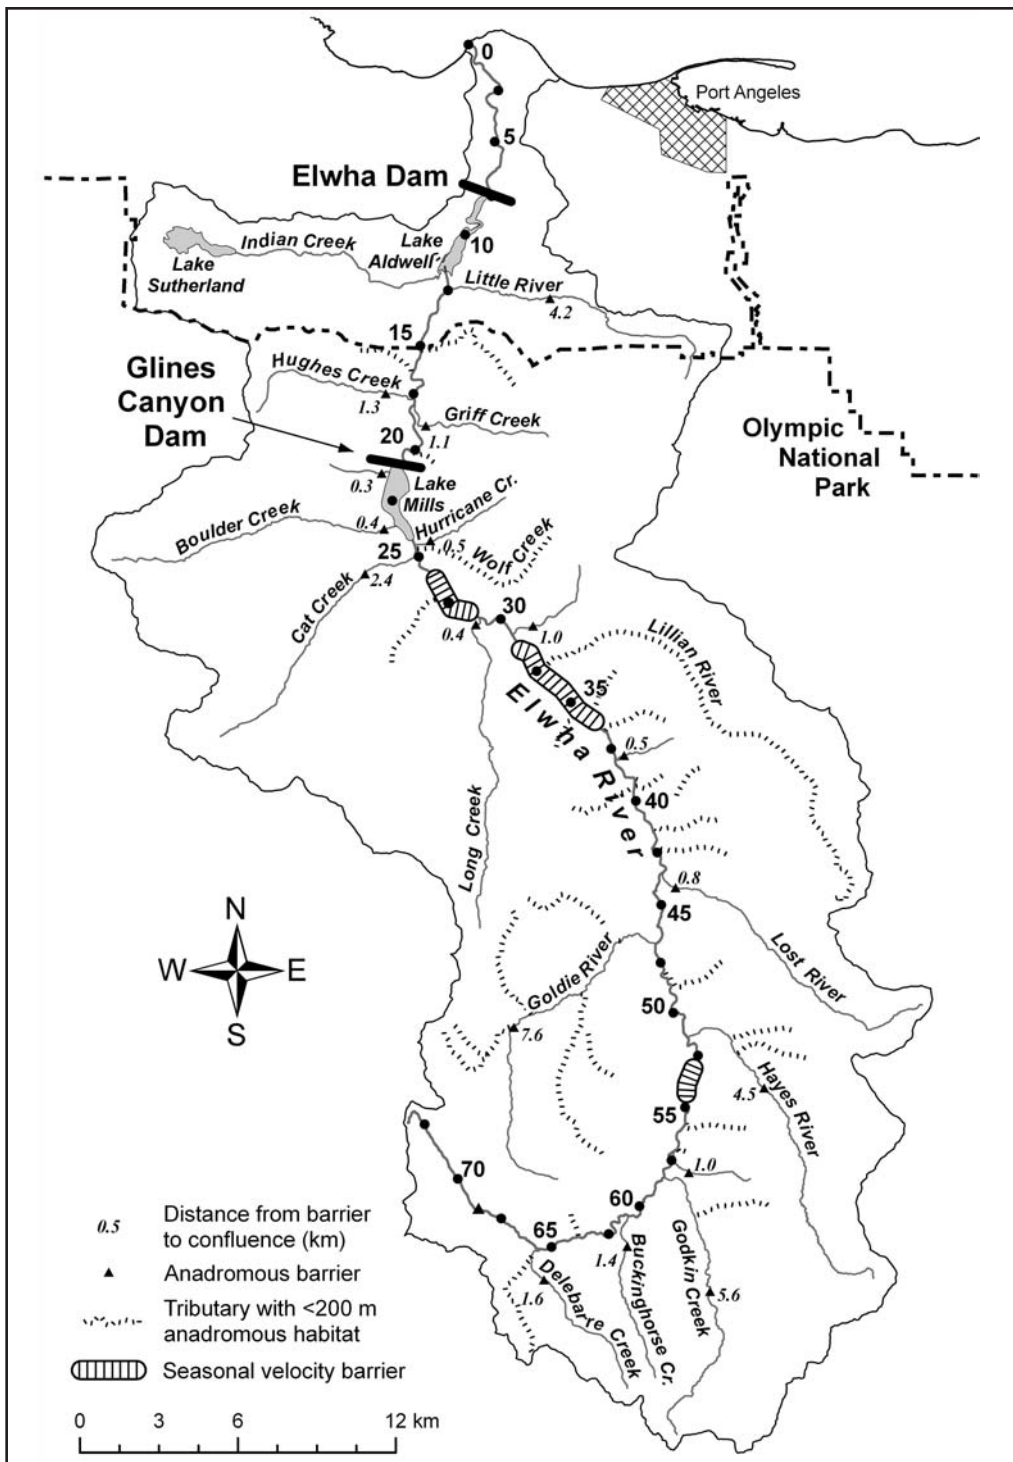 0
Port Angeles
5
Elwha Dam
10
Indian Creek
Lake
Aldwell
Lake
Sutherland
Little River
4.2
15
Hughes Creek
1.3
Glines
Canyon
Dam
Griff Creek
1.1
20
Olympic
National
Park
0.3
Lake
Mills
Hurricane Cr.
Boulder Creek
0.4
0.5
Wolf Creek
25
2.4
Cat Creek
30
0.4
1.0
Lillian River
35
Elwha River
0.5
40
Long Creek
0.8
45
Lost River
N
W
E
S
Goldie River
50
7.6
Hayes River
4.5
55
1.0
70
60
65
1.4
Buckinghorse Cr.
Godkin Creek
5.6
1.6
Delebarre Creek
0.5
Distance from barrier
to confluence (km)
Anadromous barrier
Tributary with <200 m
anadromous habitat
Seasonal velocity barrier
0 3 6 12 km